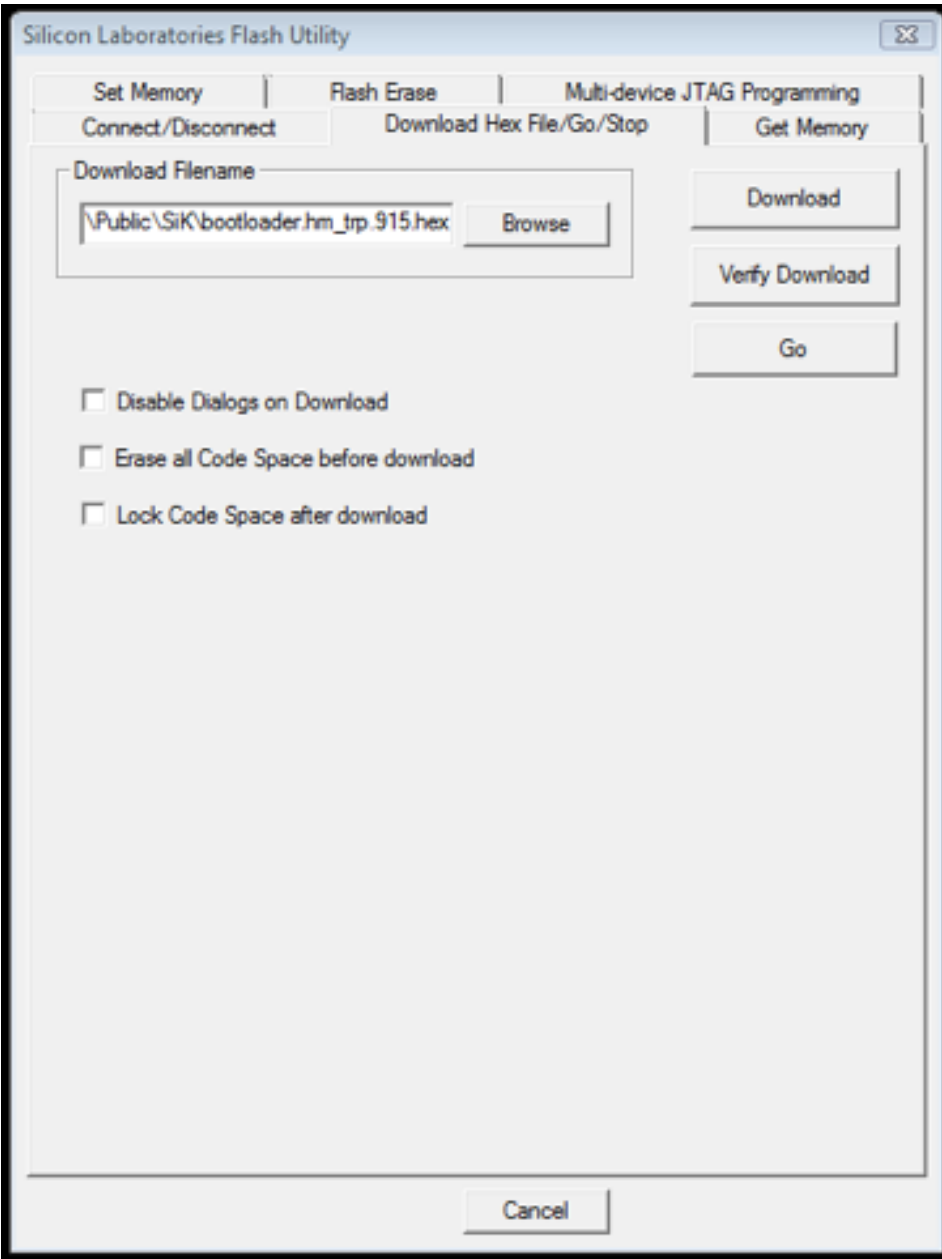 Silicon Laboratories Flash Utility
Set Memory Flash Erase Multi-device JTAG Programming
Connect/Disconnect Download Hex File/Go/Stop Get Memory
Download Filename
\Public\SiK\bootloader.hm_trp.915.hex Browse
Download
Verify Download
Go
Disable Dialogs on Download
Erase all Code Space before download
Lock Code Space after download
Cancel